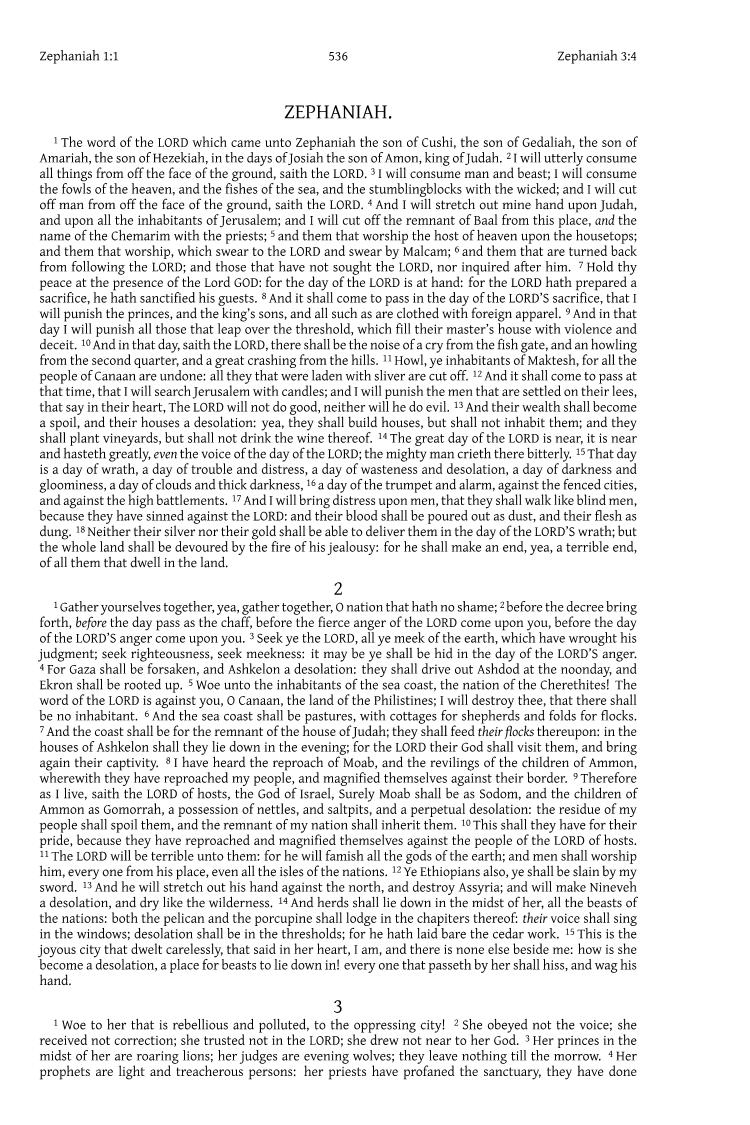 Zephaniah 1:1 536 Zephaniah 3:4
ZEPHANIAH.
1 The word of the LORD which came unto Zephaniah the son of Cushi, the son of Gedaliah, the son of
Amariah, the son of Hezekiah, in the days of Josiah the son of Amon, king of Judah. 2 I will utterly consume
all things from off the face of the ground, saith the LORD. 3 I will consume man and beast; I will consume
the fowls of the heaven, and the fishes of the sea, and the stumblingblocks with the wicked; and I will cut
off man from off the face of the ground, saith the LORD. 4 And I will stretch out mine hand upon Judah,
and upon all the inhabitants of Jerusalem; and I will cut off the remnant of Baal from this place, and the
name of the Chemarim with the priests; 5 and them that worship the host of heaven upon the housetops;
and them that worship, which swear to the LORD and swear by Malcam; 6 and them that are turned back
from following the LORD; and those that have not sought the LORD, nor inquired after him. 7 Hold thy
peace at the presence of the Lord GOD: for the day of the LORD is at hand: for the LORD hath prepared a
sacrifice, he hath sanctified his guests. 8 And it shall come to pass in the day of the LORD'S sacrifice, that I
will punish the princes, and the king's sons, and all such as are clothed with foreign apparel. 9 And in that
day I will punish all those that leap over the threshold, which fill their master's house with violence and
deceit. 10 And in that day, saith the LORD, there shall be the noise of a cry from the fish gate, and an howling
from the second quarter, and a great crashing from the hills. 11 Howl, ye inhabitants of Maktesh, for all the
people of Canaan are undone: all they that were laden with sliver are cut off. 12 And it shall come to pass at
that time, that I will search Jerusalem with candles; and I will punish the men that are settled on their lees,
that say in their heart, The LORD will not do good, neither will he do evil. 13 And their wealth shall become
a spoil, and their houses a desolation: yea, they shall build houses, but shall not inhabit them; and they
shall plant vineyards, but shall not drink the wine thereof. 14 The great day of the LORD is near, it is near
and hasteth greatly, even the voice of the day of the LORD; the mighty man crieth there bitterly. 15 That day
is a day of wrath, a day of trouble and distress, a day of wasteness and desolation, a day of darkness and
gloominess, a day of clouds and thick darkness, 16 a day of the trumpet and alarm, against the fenced cities,
and against the high battlements. 17 And I will bring distress upon men, that they shall walk like blind men,
because they have sinned against the LORD: and their blood shall be poured out as dust, and their flesh as
dung. 18 Neither their silver nor their gold shall be able to deliver them in the day of the LORD'S wrath; but
the whole land shall be devoured by the fire of his jealousy: for he shall make an end, yea, a terrible end,
of all them that dwell in the land.
2
1 Gather yourselves together, yea, gather together, O nation that hath no shame; 2 before the decree bring
forth, before the day pass as the chaff, before the fierce anger of the LORD come upon you, before the day
of the LORD'S anger come upon you. 3 Seek ye the LORD, all ye meek of the earth, which have wrought his
judgment; seek righteousness, seek meekness: it may be ye shall be hid in the day of the LORD'S anger.
4 For Gaza shall be forsaken, and Ashkelon a desolation: they shall drive out Ashdod at the noonday, and
Ekron shall be rooted up. 5 Woe unto the inhabitants of the sea coast, the nation of the Cherethites! The
word of the LORD is against you, O Canaan, the land of the Philistines; I will destroy thee, that there shall
be no inhabitant. 6 And the sea coast shall be pastures, with cottages for shepherds and folds for flocks.
7 And the coast shall be for the remnant of the house of Judah; they shall feed their flocks thereupon: in the
houses of Ashkelon shall they lie down in the evening; for the LORD their God shall visit them, and bring
again their captivity. 8 I have heard the reproach of Moab, and the revilings of the children of Ammon,
wherewith they have reproached my people, and magnified themselves against their border. 9 Therefore
as I live, saith the LORD of hosts, the God of Israel, Surely Moab shall be as Sodom, and the children of
Ammon as Gomorrah, a possession of nettles, and saltpits, and a perpetual desolation: the residue of my
people shall spoil them, and the remnant of my nation shall inherit them. 10 This shall they have for their
pride, because they have reproached and magnified themselves against the people of the LORD of hosts.
11 The LORD will be terrible unto them: for he will famish all the gods of the earth; and men shall worship
him, every one from his place, even all the isles of the nations. 12 Ye Ethiopians also, ye shall be slain by my
sword. 13 And he will stretch out his hand against the north, and destroy Assyria; and will make Nineveh
a desolation, and dry like the wilderness. 14 And herds shall lie down in the midst of her, all the beasts of
the nations: both the pelican and the porcupine shall lodge in the chapiters thereof: their voice shall sing
in the windows; desolation shall be in the thresholds; for he hath laid bare the cedar work. 15 This is the
joyous city that dwelt carelessly, that said in her heart, I am, and there is none else beside me: how is she
become a desolation, a place for beasts to lie down in! every one that passeth by her shall hiss, and wag his
hand.
3
1 Woe to her that is rebellious and polluted, to the oppressing city! 2 She obeyed not the voice; she
received not correction; she trusted not in the LORD; she drew not near to her God. 3 Her princes in the
midst of her are roaring lions; her judges are evening wolves; they leave nothing till the morrow. 4 Her
prophets are light and treacherous persons: her priests have profaned the sanctuary, they have done